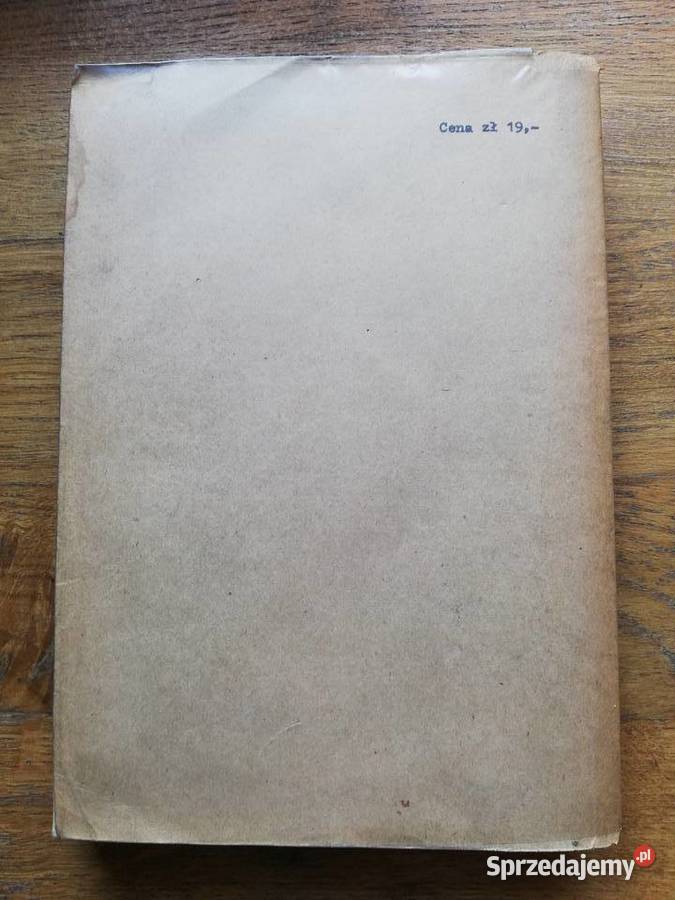 Cena zł 19,-
Sprzedajemy.pl